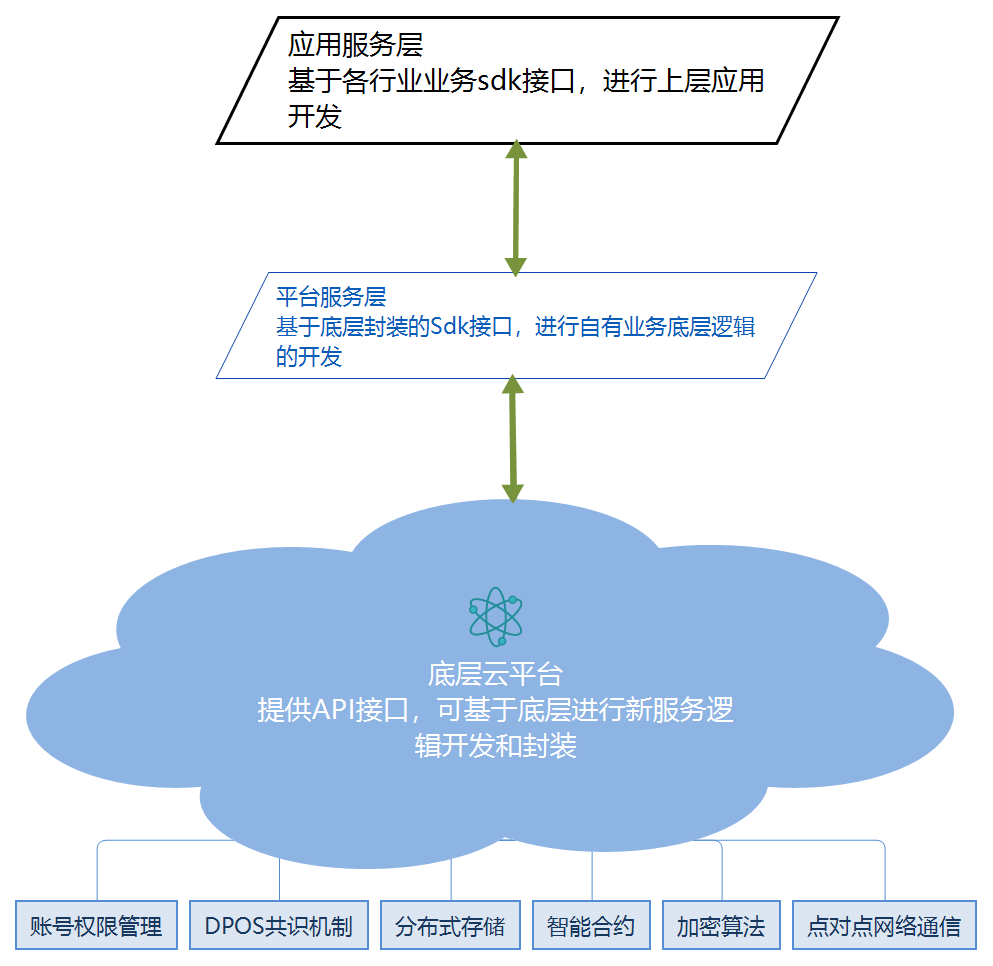 应用服务层
基于各行业业务sdk接口，进行上层应用
开发
平台服务层
基于底层封装的Sdk接口，进行自有业务底层逻辑
的开发
底层云平台
提供API接口，可基于底层进行新服务逻
辑开发和封装
账号权限管理
DPOS共识机制
分布式存储
智能合约
加密算法
点对点网络通信